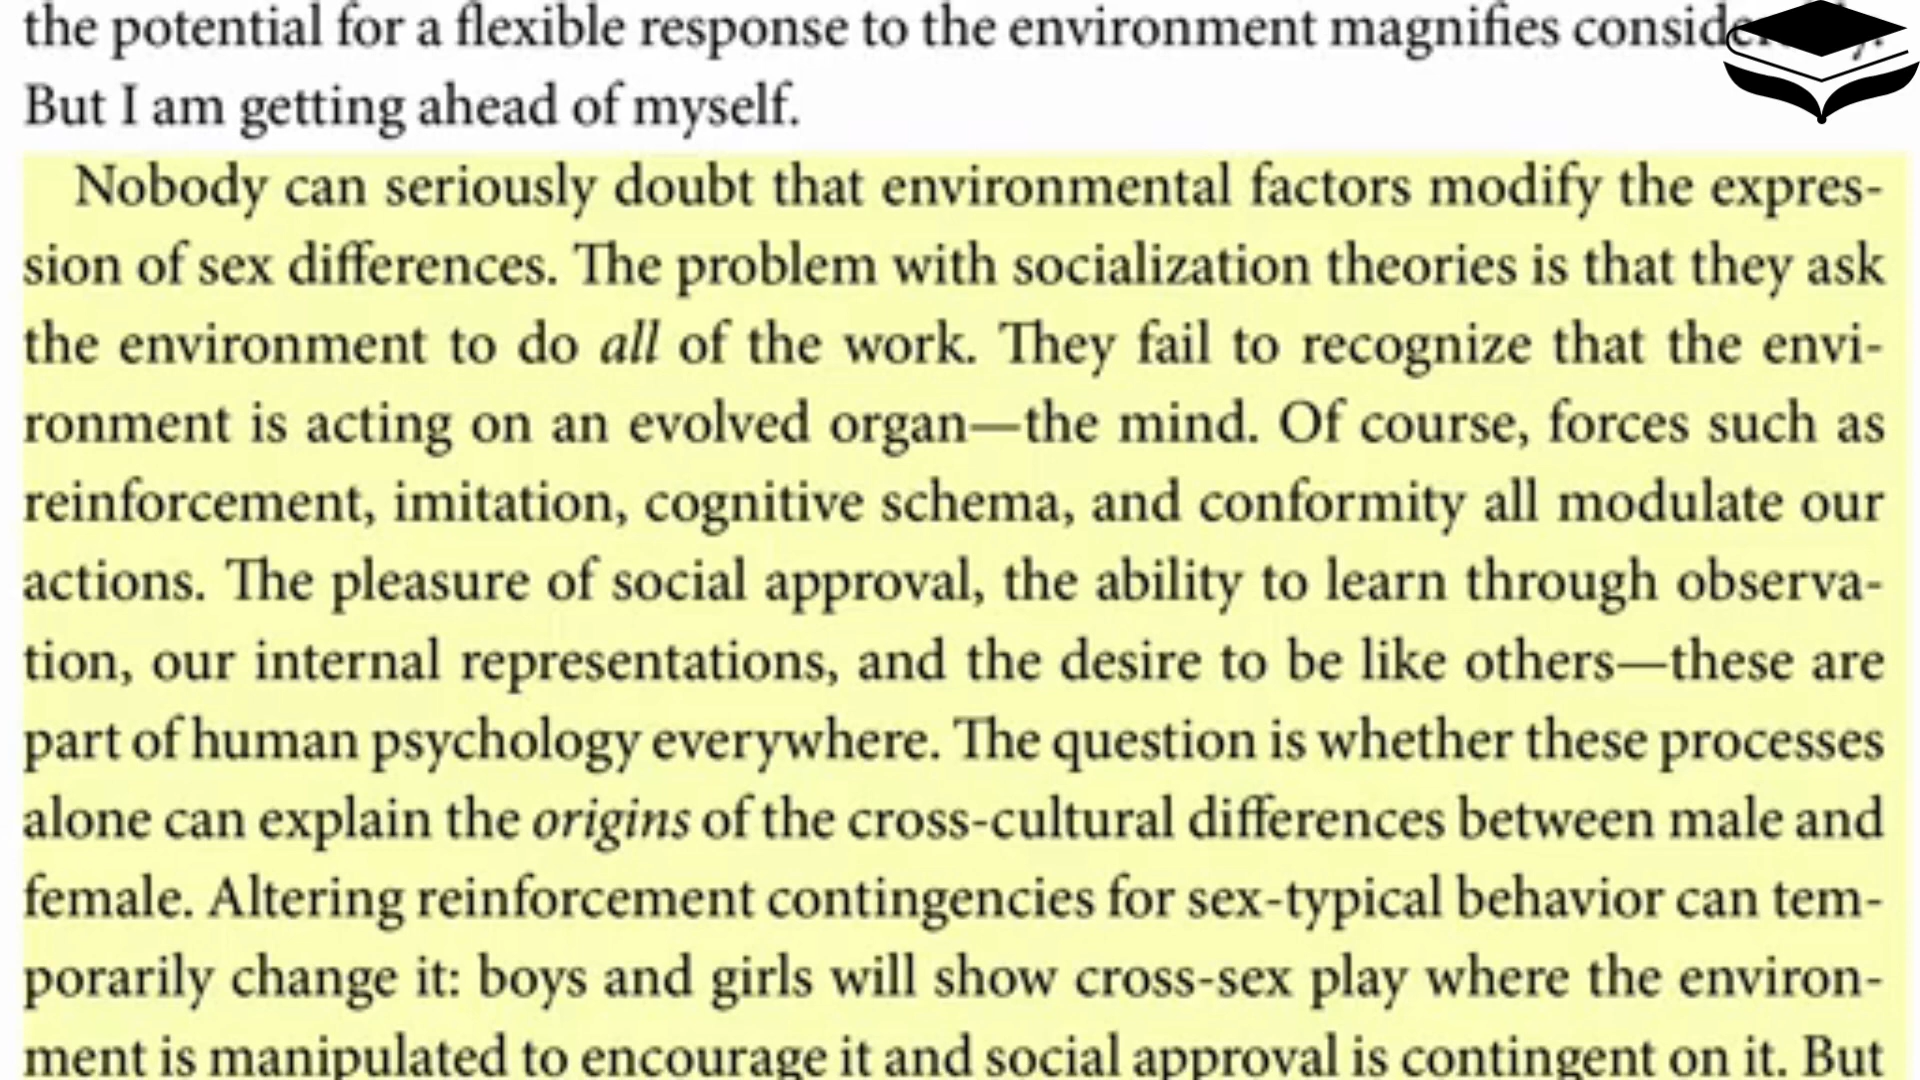 the potential for a flexible response to the environment magnifies
But I am getting ahead of myself.
Nobody can seriously doubt that environmental factors modify the expres-
sion of sex differences. The problem with socialization theories is that they ask
the environment to do all of the work. They fail to recognize that the envi-
ronment is acting on an evolved organ—the mind. Of course, forces such as
reinforcement, imitation, cognitive schema, and conformity all modulate our
actions. The pleasure of social approval, the ability to learn through observa-
tion, our internal representations, and the desire to be like others—these are
part of human psychology everywhere. The question is whether these processes
alone can explain the origins of the cross-cultural differences between male and
female. Altering reinforcement contingencies for sex-typical behavior can tem-
porarily change it: boys and girls will show cross-sex play where the environ-
ment is manipulated to encourage it and social approval is contingent on it. But